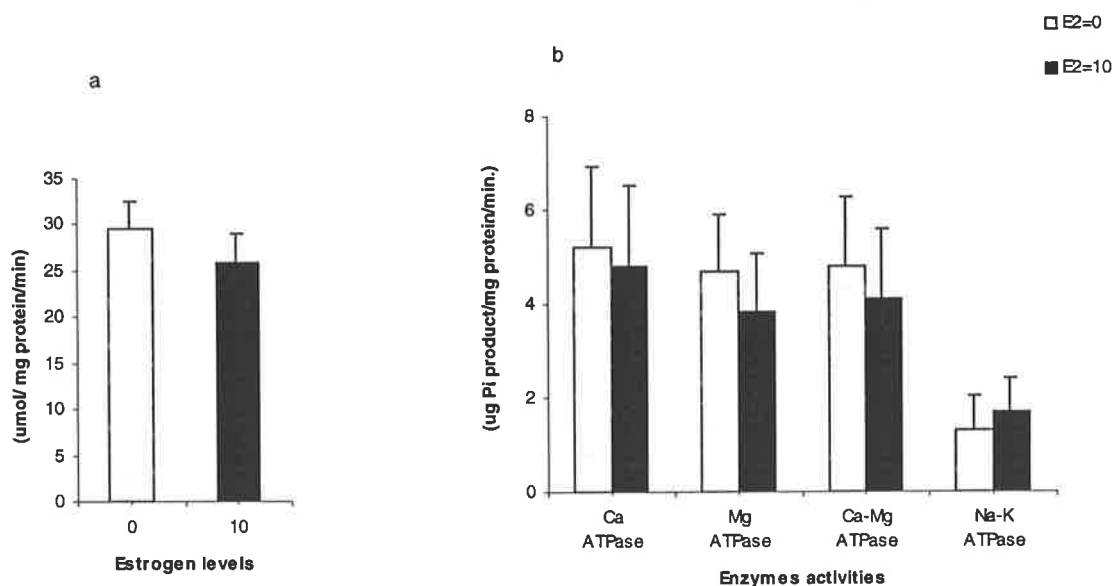 E2=0
E2=10
a
b
(umol/ mg protein/min)
35
30
25
20
15
10
5
0
0 10
Estrogen levels
(ug Pi product/mg protein/min.)
8
6
4
2
0
Ca Mg Ca-Mg Na-K
ATPase ATPase ATPase ATPase
Enzymes activities